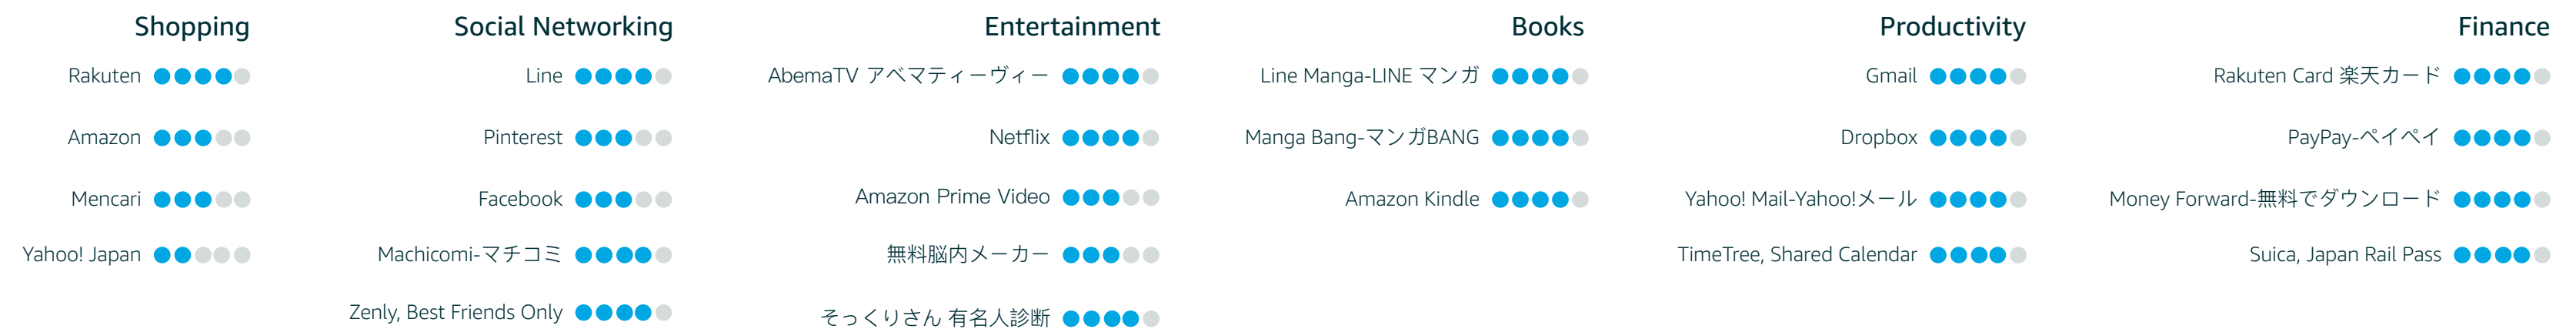 Shopping
Rakuten
Amazon
Mencari
Yahoo! Japan
Social Networking
Line
Pinterest
Facebook
Machicomi-マチコミ
Zenly, Best Friends Only
Entertainment
AbemaTV アベマティーヴィー
Netflix
Amazon Prime Video
無料脳内メーカー
そっくりさん 有名人診断
Books
Line Manga-LINE マンガ
Manga Bang-マンガBANG
Amazon Kindle
Productivity
Gmail
Dropbox
Yahoo! Mail-Yahoo!メール
TimeTree, Shared Calendar
Finance
Rakuten Card 楽天カード
PayPay-ペイペイ
Money Forward-無料でダウンロード
Suica, Japan Rail Pass